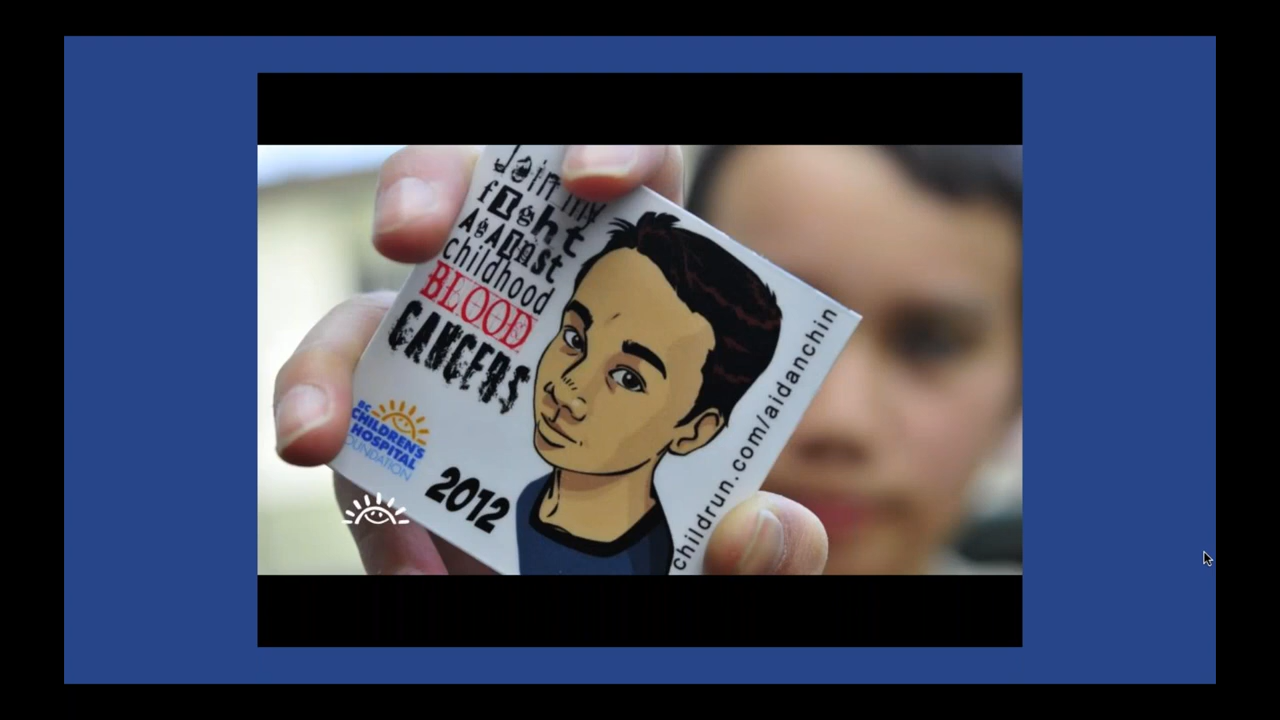 Join my
fIght
AgAInst
childhood
BLOOD
CANCERS
BC
CHILDREN'S
HOSPITAL
FOUNDATION
2012
childrun.com/aidanchin